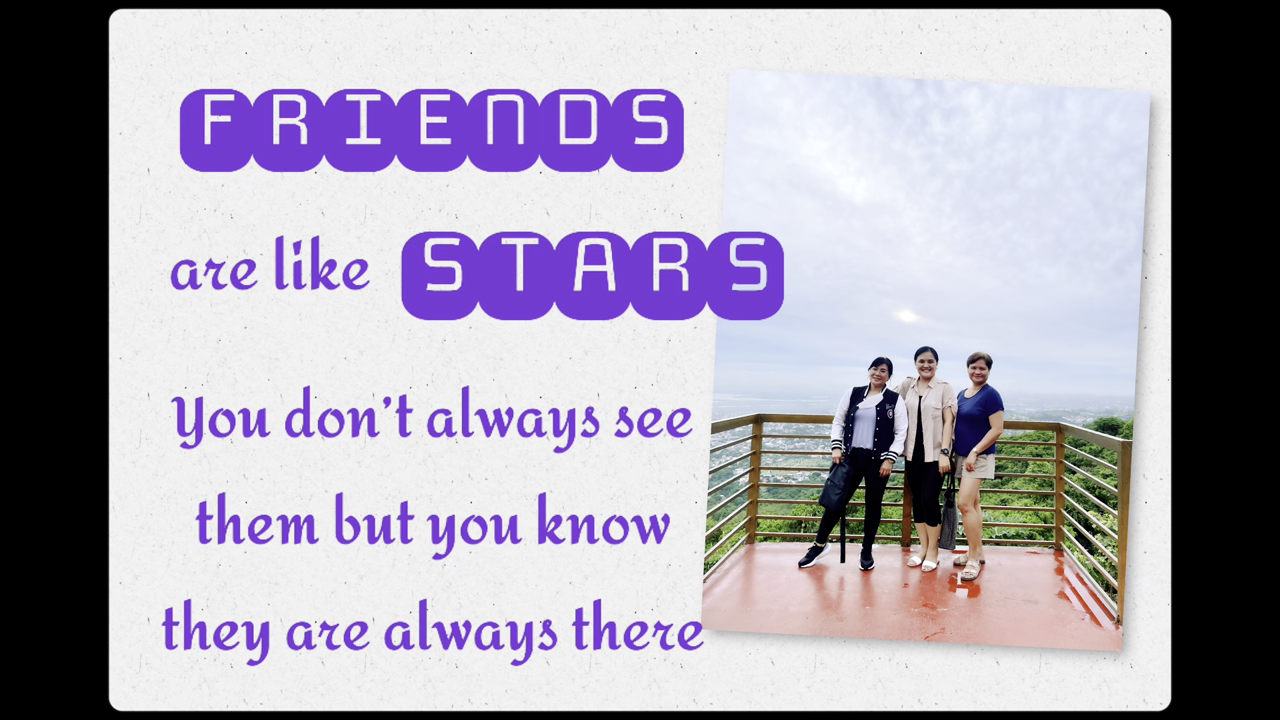 FRIENDS
are like STARS
You don't always see
them but you know
they are always there